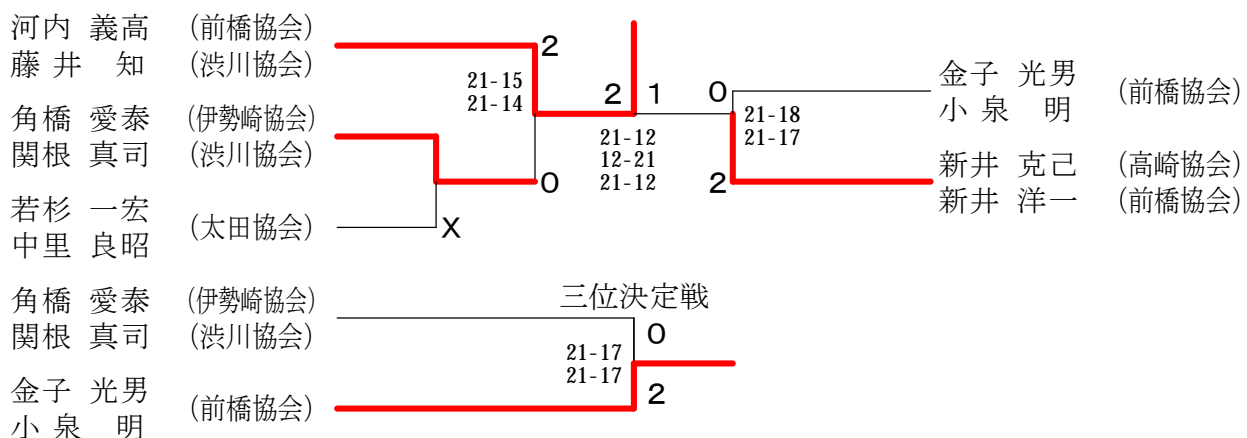 河内 義高 (前橋協会)
藤井 知 (渋川協会)
2
21-15
21-14
角橋 愛泰 (伊勢崎協会)
関根 真司 (渋川協会)
0
若杉 一宏
中里 良昭
(太田協会)
X
2 1
21-12
12-21
21-12
0
21-18
21-17
2
金子 光男
小泉 明
(前橋協会)
新井 克己 (高崎協会)
新井 洋一 (前橋協会)
三位決定戦
角橋 愛泰 (伊勢崎協会)
関根 真司 (渋川協会)
0
21-17
21-17
2
金子 光男
小泉 明
(前橋協会)